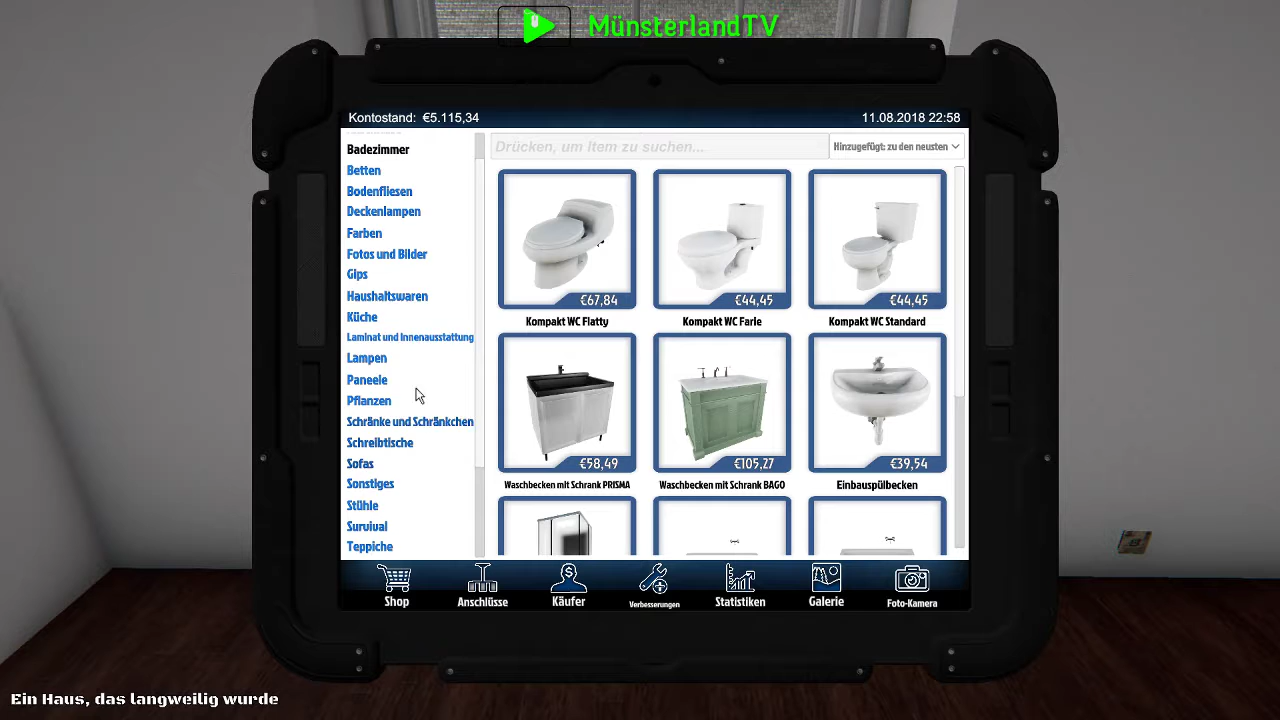 MünsterlandTV
Kontostand: €5.115,34
11.08.2018 22:58
Badezimmer
Betten
Bodenfliesen
Deckenlampen
Farben
Fotos und Bilder
Gips
Haushaltswaren
Küche
Laminat und Innenausstattung
Lampen
Paneele
Pflanzen
Schränke und Schränkchen
Schreibtische
Sofas
Sonstiges
Stühle
Survival
Teppiche
Drücken, um Item zu suchen...
Hinzugefügt: zu den neusten
€67,84
€44,45
€44,45
Kompakt WC Flatty
Kompakt WC Farle
Kompakt WC Standard
€58,49
€105,27
€39,54
Waschbecken mit Schrank PRISMA
Waschbecken mit Schrank BAGO
Einbauspülbecken
Shop
Anschlüsse
Käufer
Verbesserungen
Statistiken
Galerie
Foto-Kamera
Ein Haus, das langweilig wurde